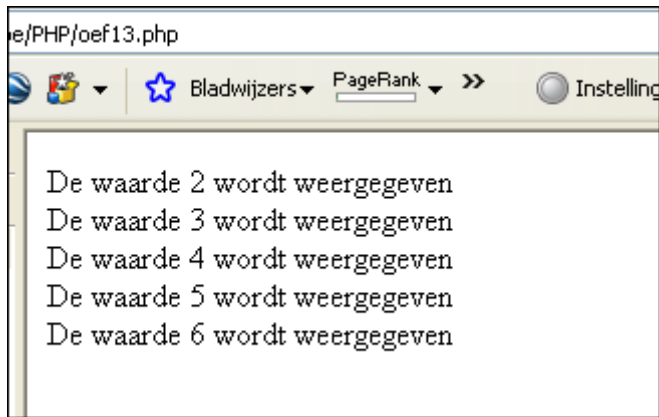 oe/PHP/oef13.php
Bladwijzers PageRank » Instelling
De waarde 2 wordt weergegeven
De waarde 3 wordt weergegeven
De waarde 4 wordt weergegeven
De waarde 5 wordt weergegeven
De waarde 6 wordt weergegeven